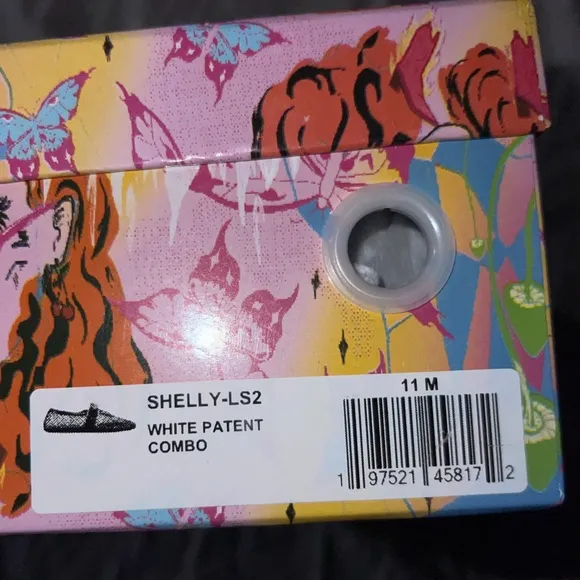 SHELLY-LS2
WHITE PATENT
COMBO
11 M
1 97521 45817 2